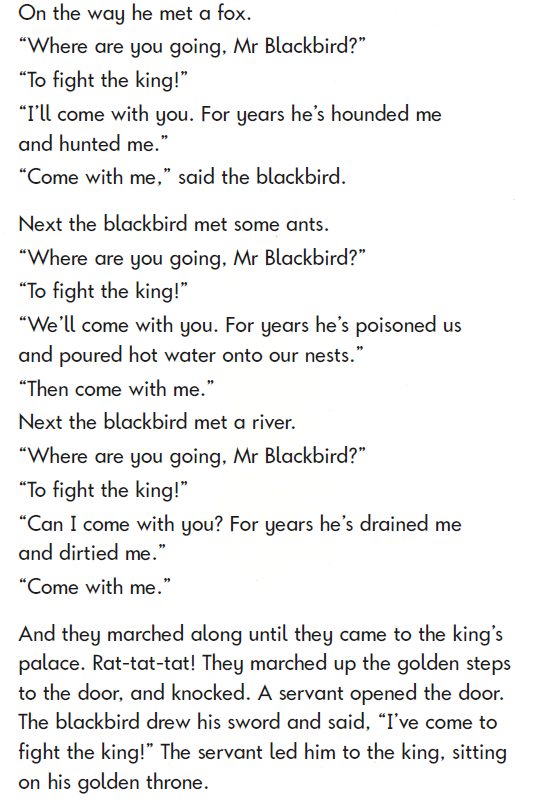 On the way he met a fox.
“Where are you going, Mr Blackbird?”
“To fight the king!”
“I’ll come with you. For years he’s hounded me
and hunted me.”
“Come with me,” said the blackbird.
Next the blackbird met some ants.
“Where are you going, Mr Blackbird?”
“To fight the king!”
“We’ll come with you. For years he’s poisoned us
and poured hot water onto our nests.”
“Then come with me.”
Next the blackbird met a river.
“Where are you going, Mr Blackbird?”
“To fight the king!”
“Can I come with you? For years he’s drained me
and dirtied me.”
“Come with me.”
And they marched along until they came to the king’s
palace. Rat-tat-tat! They marched up the golden steps
to the door, and knocked. A servant opened the door.
The blackbird drew his sword and said, “I’ve come to
fight the king!” The servant led him to the king, sitting
on his golden throne.